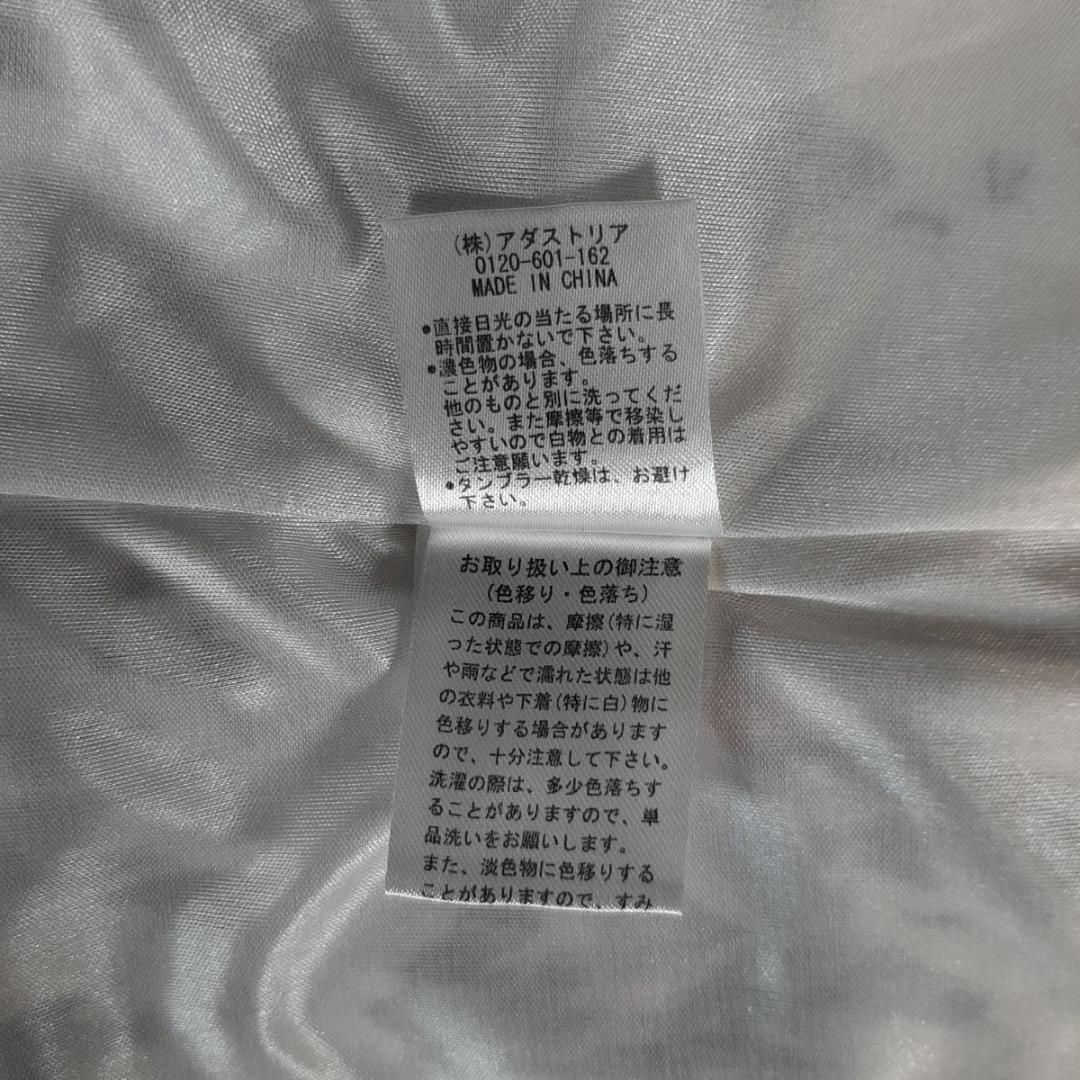 (株)アダストリア
0120-601-162
MADE IN CHINA
●直接日光の当たる場所に長
時間置かないで下さい。
●濃色物の場合、色落ちする
ことがあります。
他のものと別に洗ってくだ
さい。また摩擦等で移染し
やすいので白物との着用は
ご注意願います。
●タンブラー乾燥は、お避け
下さい。
お取り扱い上の御注意
(色移り・色落ち)
この商品は、摩擦(特に湿
った状態での摩擦)や、汗
や雨などで濡れた状態は他
の衣料や下着(特に白)物に
色移りする場合があります
ので、十分注意して下さい。
洗濯の際は、多少色落ちす
ることがありますので、単
品洗いをお願いします。
また、淡色物に色移りする
ことがありますので、すみ